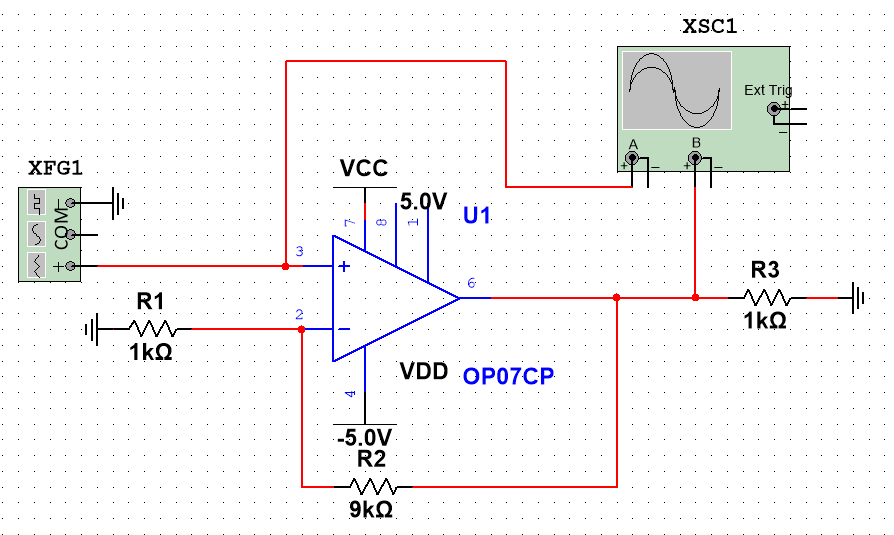 XSC1
Ext Trig
+
−
A
B
+ − + −
XFG1
COM
−
+
VCC
5.0V
U1
7
8
1
3
+
6
R3
1kΩ
R1
2
−
1kΩ
VDD
OP07CP
4
-5.0V
R2
9kΩ